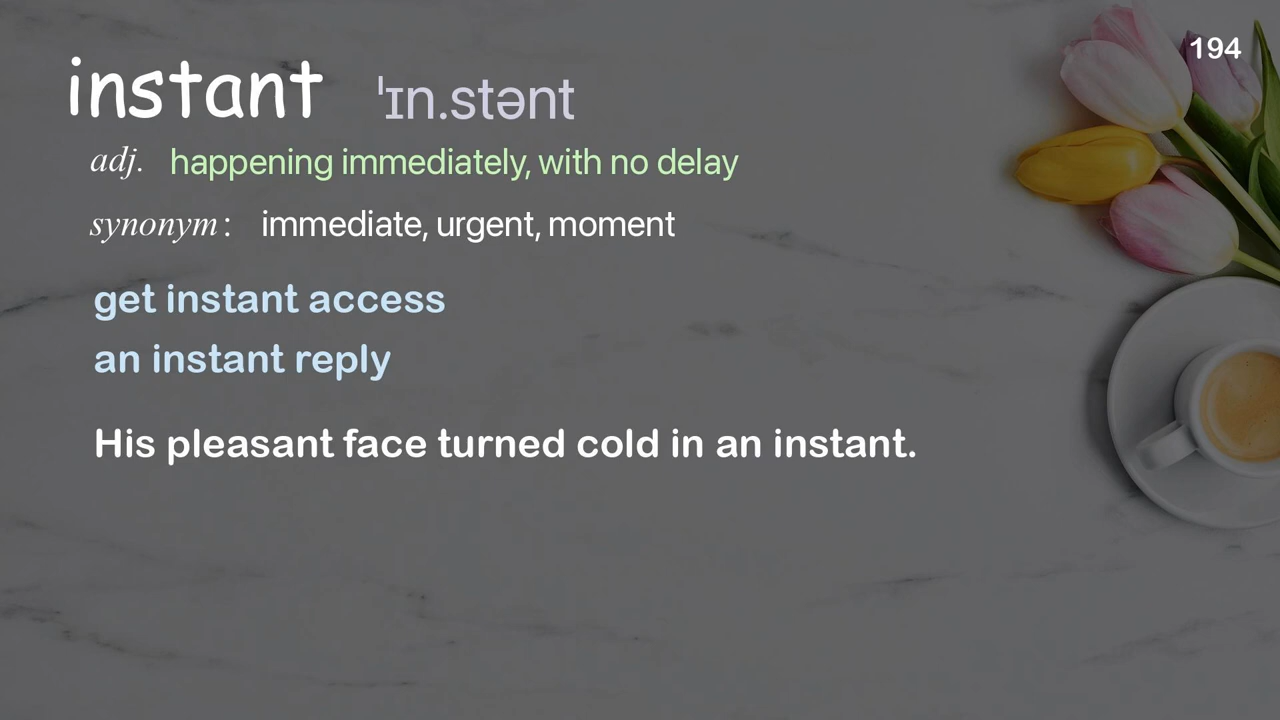 194
instant ˈɪn.stənt
adj. happening immediately, with no delay
synonym: immediate, urgent, moment
get instant access
an instant reply
His pleasant face turned cold in an instant.